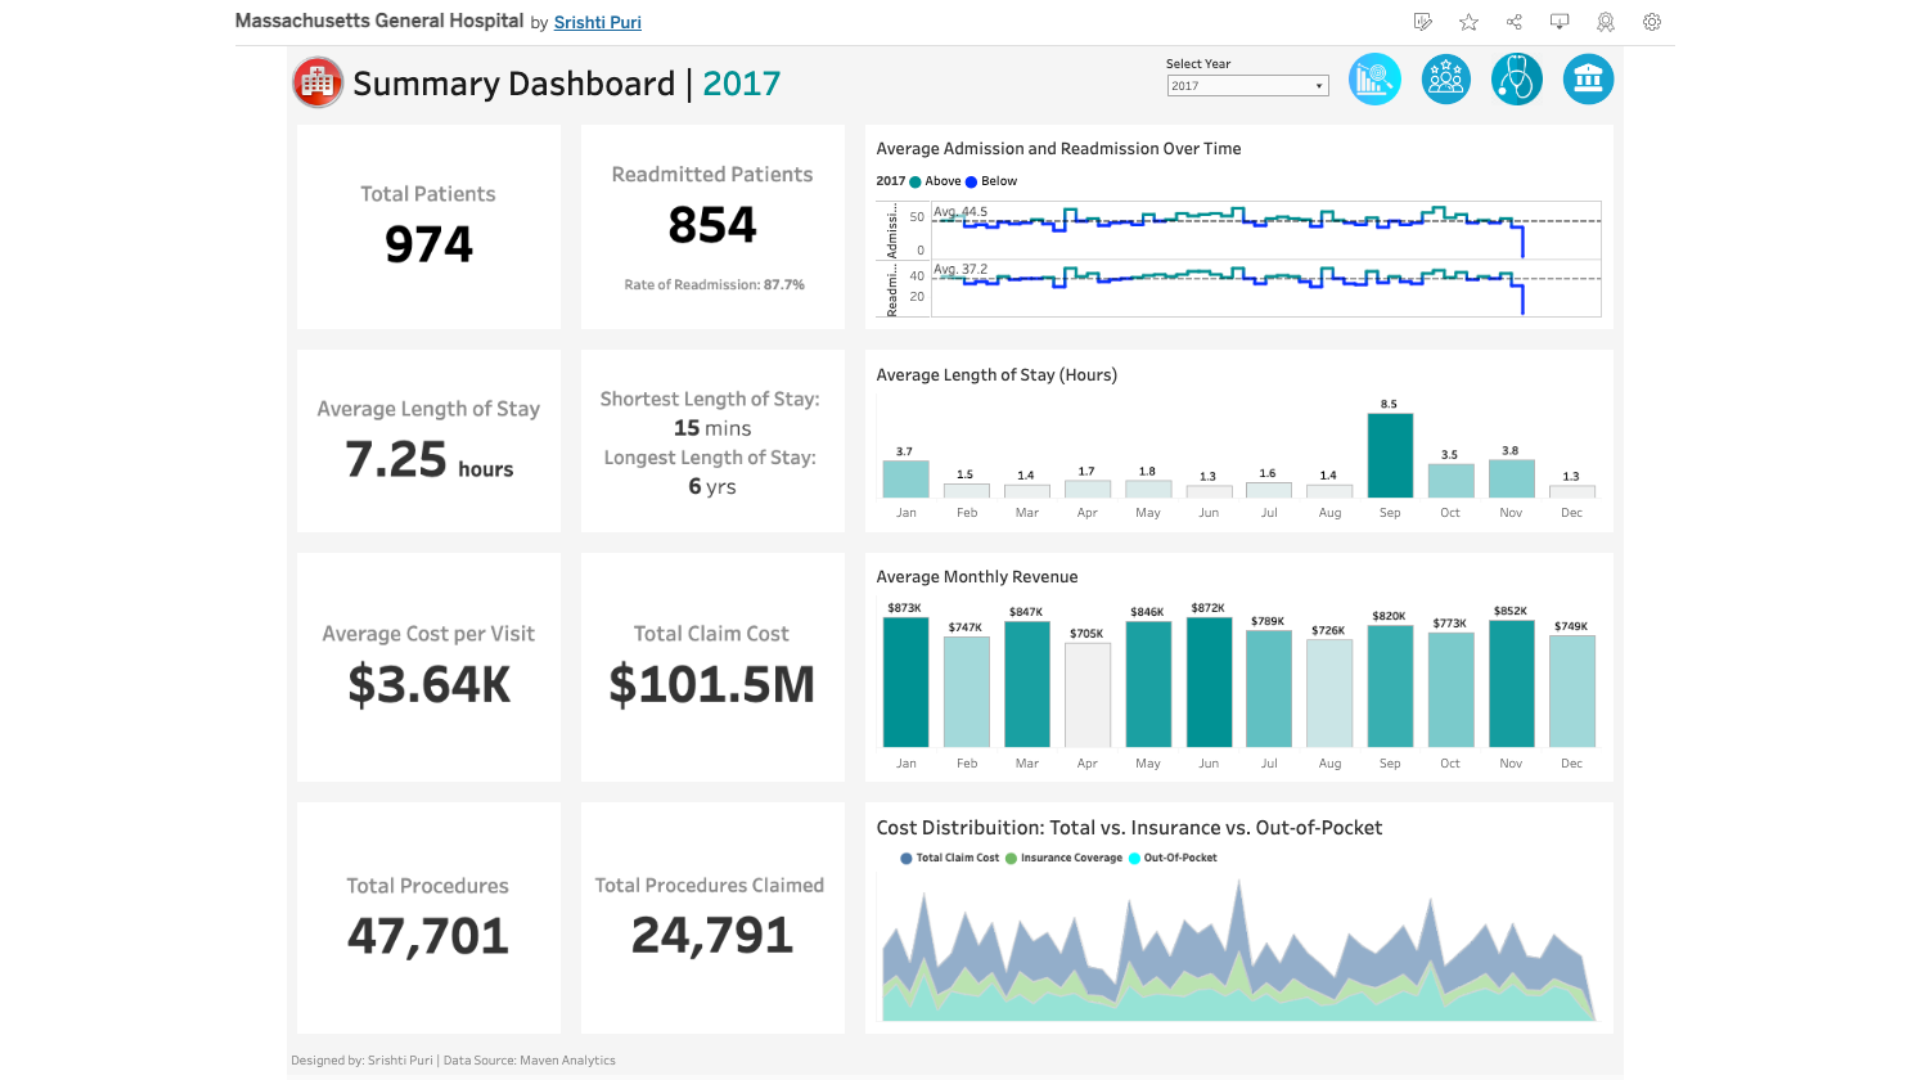 Massachusetts General Hospital by Srishti Puri
Summary Dashboard | 2017
Select Year
2017
Total Patients
974
Readmitted Patients
854
Rate of Readmission: 87.7%
Average Admission and Readmission Over Time
2017 Above Below
Admissi...
50
0
Avg. 44.5
Readmi...
40
20
Avg. 37.2
Average Length of Stay
7.25 hours
Shortest Length of Stay:
15 mins
Longest Length of Stay:
6 yrs
Average Length of Stay (Hours)
3.7 1.5 1.4 1.7 1.8 1.3 1.6 1.4 8.5 3.5 3.8 1.3
Jan Feb Mar Apr May Jun Jul Aug Sep Oct Nov Dec
Average Cost per Visit
$3.64K
Total Claim Cost
$101.5M
Average Monthly Revenue
$873K $747K $847K $705K $846K $872K $789K $726K $820K $773K $852K $749K
Jan Feb Mar Apr May Jun Jul Aug Sep Oct Nov Dec
Total Procedures
47,701
Total Procedures Claimed
24,791
Cost Distribuition: Total vs. Insurance vs. Out-of-Pocket
Total Claim Cost Insurance Coverage Out-Of-Pocket
Designed by: Srishti Puri | Data Source: Maven Analytics